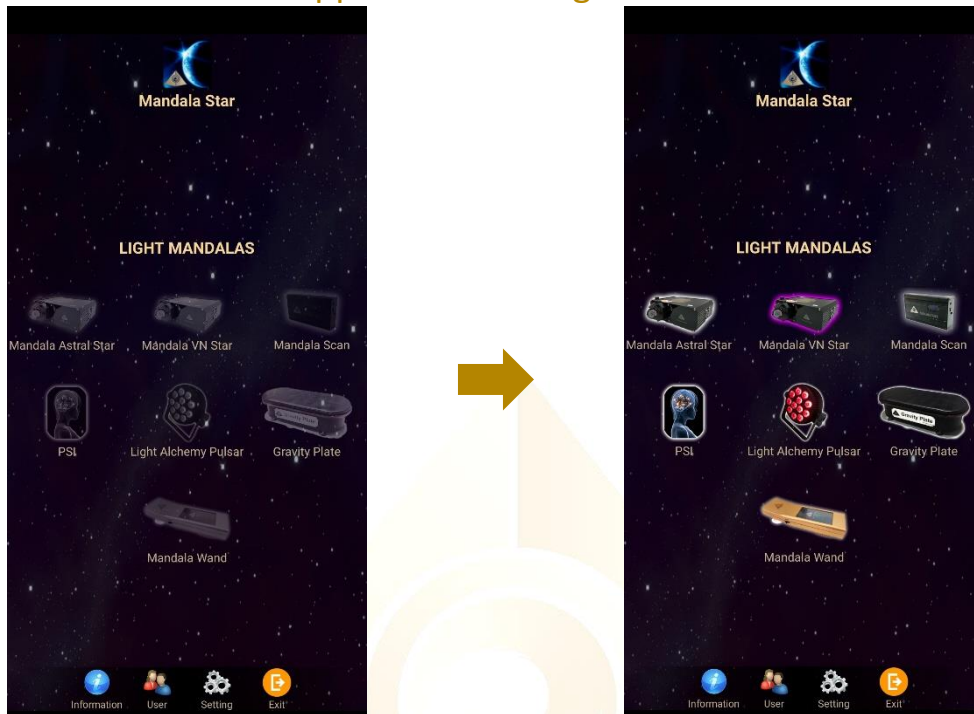 Mandala Star
LIGHT MANDALAS
Mandala Astral Star
Mandala VN Star
Mandala Scan
PSI
Light Alchemy Pulsar
Gravity Plate
Gravity Plate
Mandala Wand
Information
User
Setting
Exit
Mandala Star
LIGHT MANDALAS
Mandala Astral Star
Mandala VN Star
Mandala Scan
Gravity Plate
PSI
Light Alchemy Pulsar
Gravity Plate
Mandala Wand
Information
User
Setting
Exit